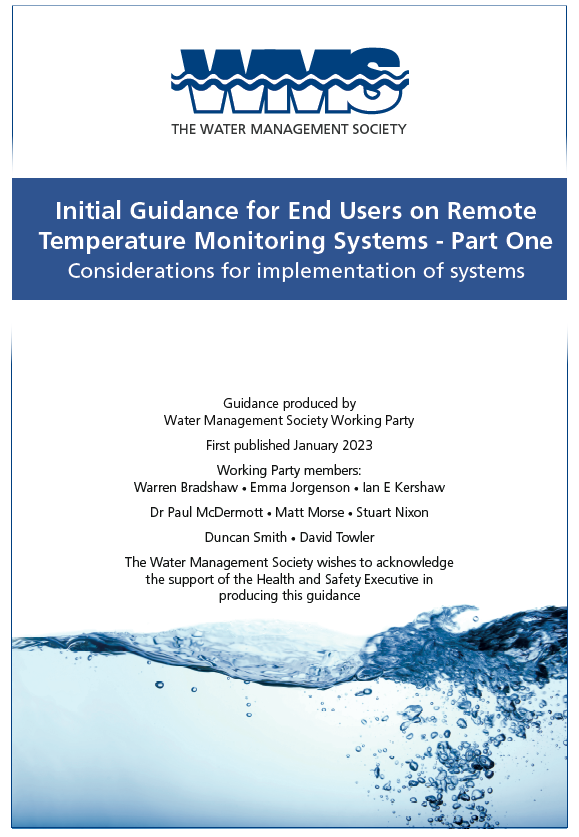 WMS
THE WATER MANAGEMENT SOCIETY
Initial Guidance for End Users on Remote
Temperature Monitoring Systems - Part One
Considerations for implementation of systems
Guidance produced by
Water Management Society Working Party
First published January 2023
Working Party members:
Warren Bradshaw • Emma Jorgenson • Ian E Kershaw
Dr Paul McDermott • Matt Morse • Stuart Nixon
Duncan Smith • David Towler
The Water Management Society wishes to acknowledge
the support of the Health and Safety Executive in
producing this guidance